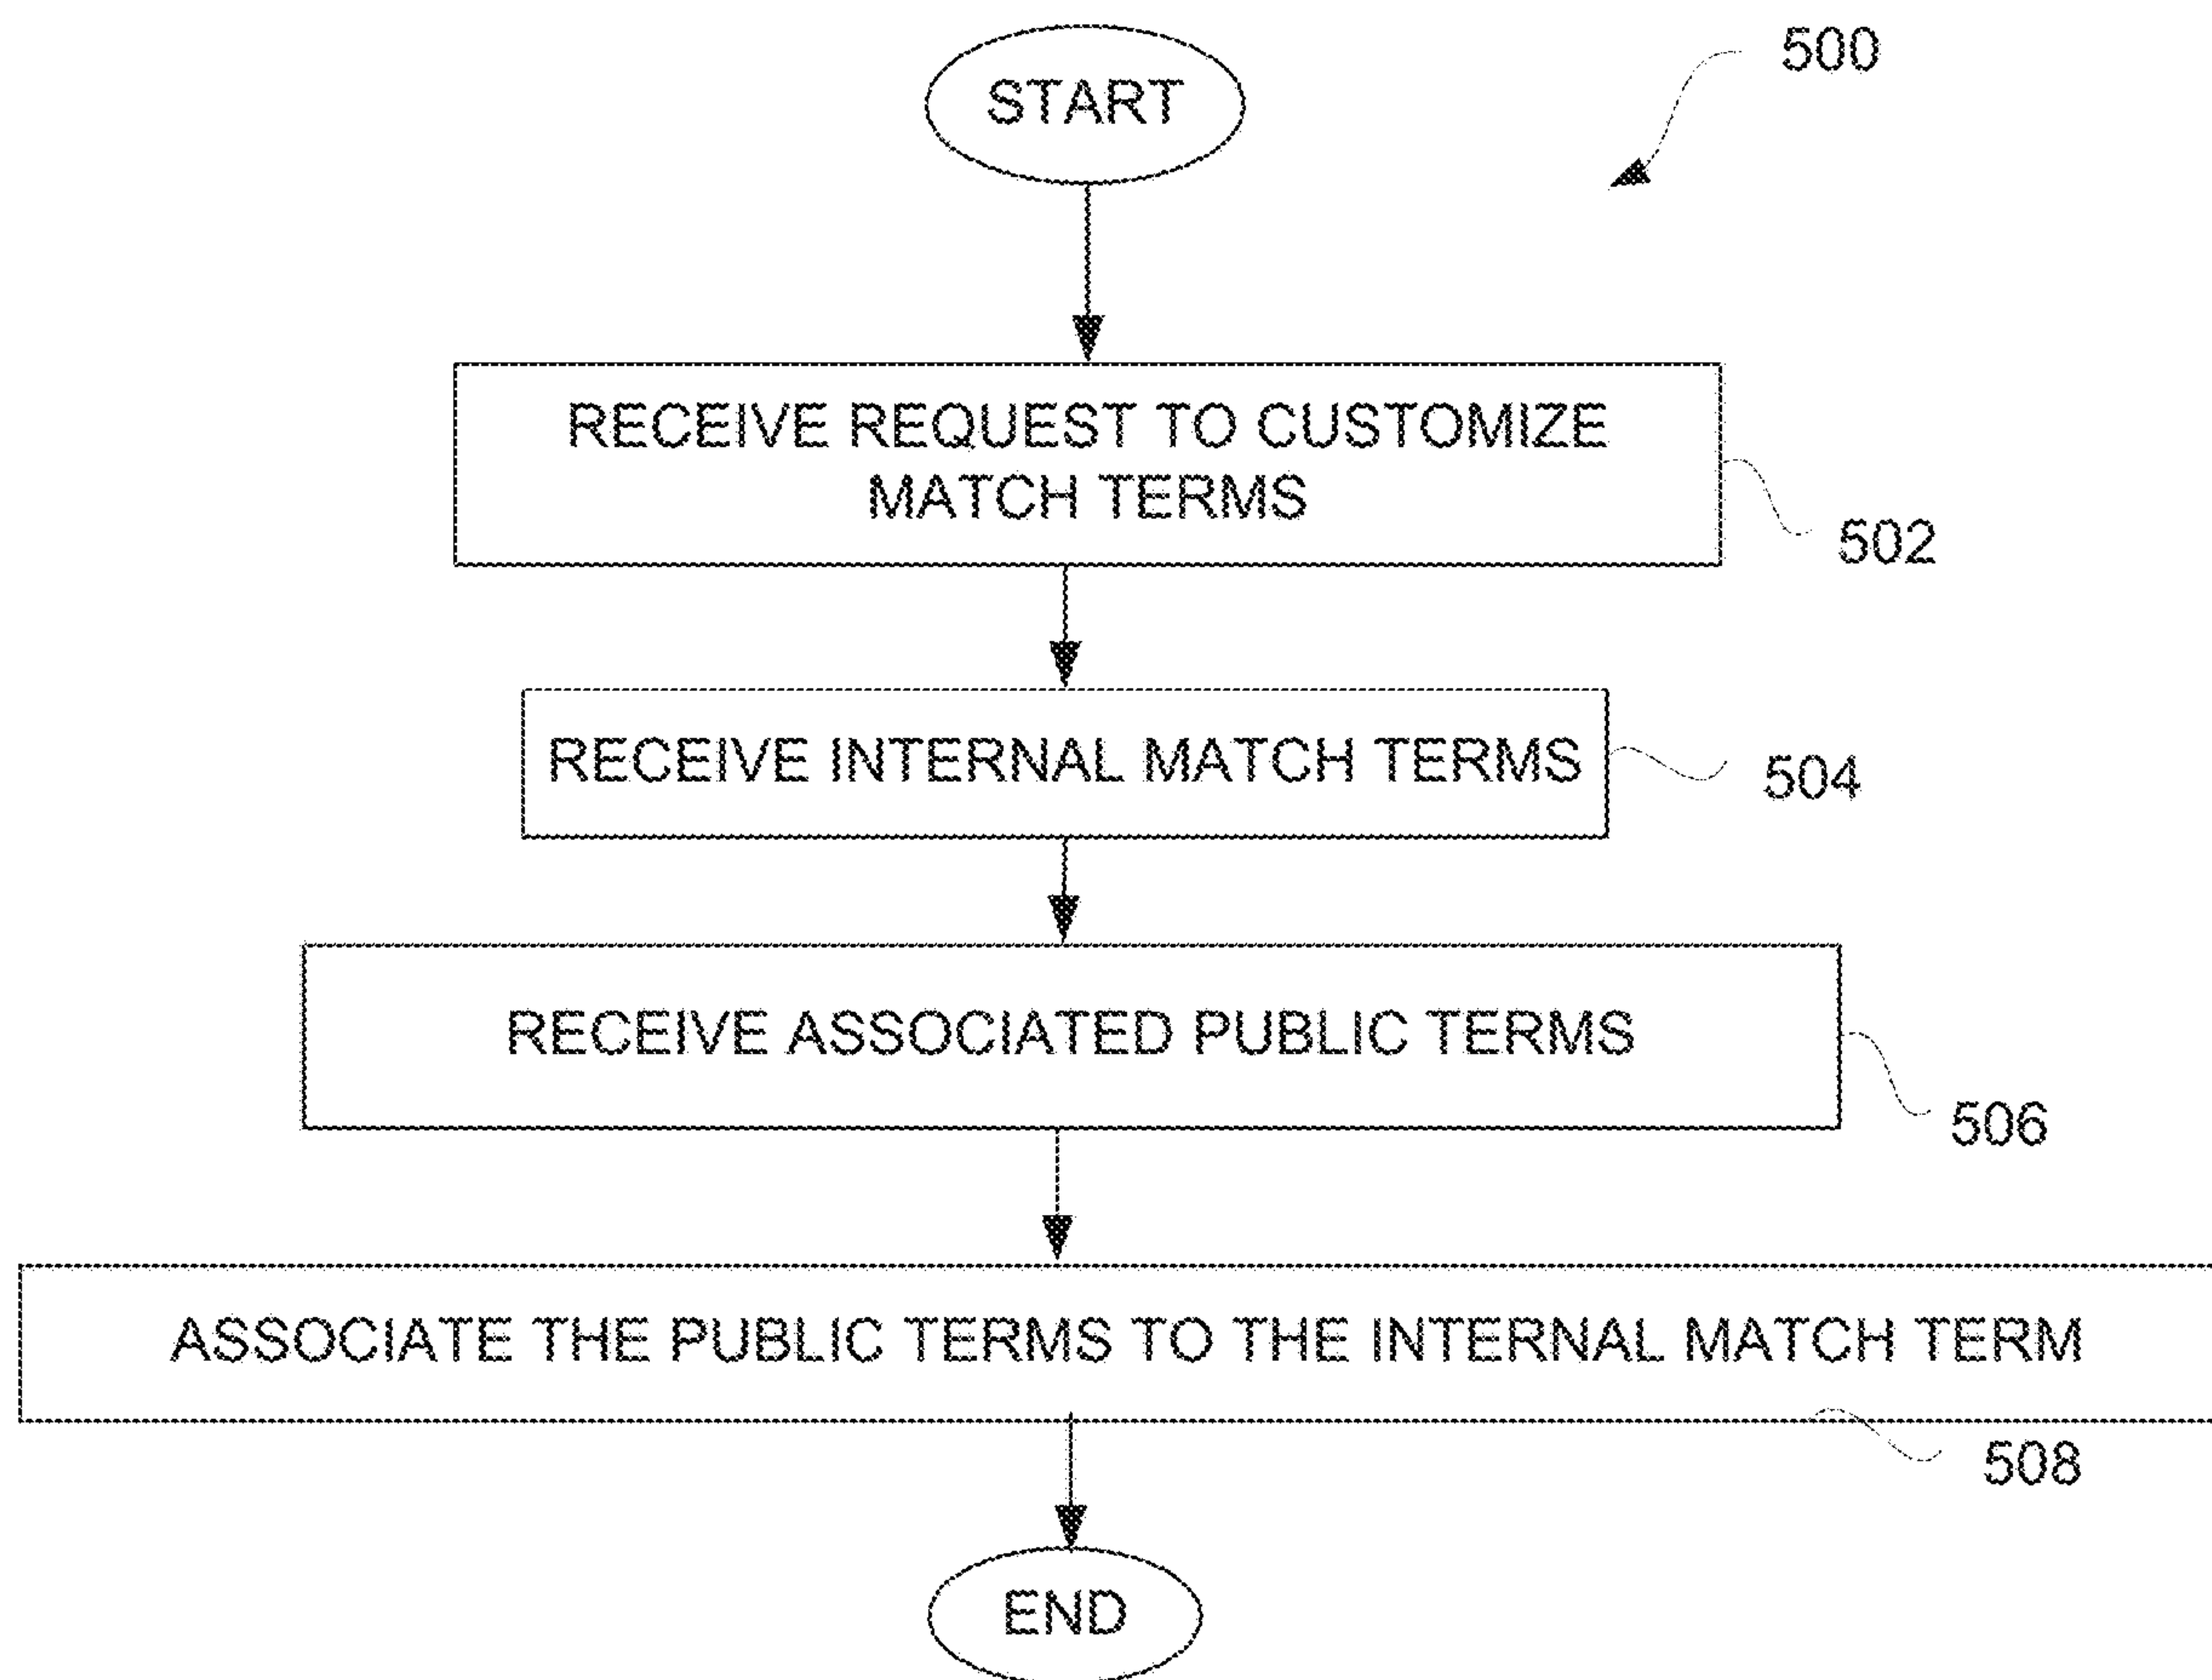 START
500
RECEIVE REQUEST TO CUSTOMIZE
MATCH TERMS
502
RECEIVE INTERNAL MATCH TERMS
504
RECEIVE ASSOCIATED PUBLIC TERMS
506
ASSOCIATE THE PUBLIC TERMS TO THE INTERNAL MATCH TERM
508
END